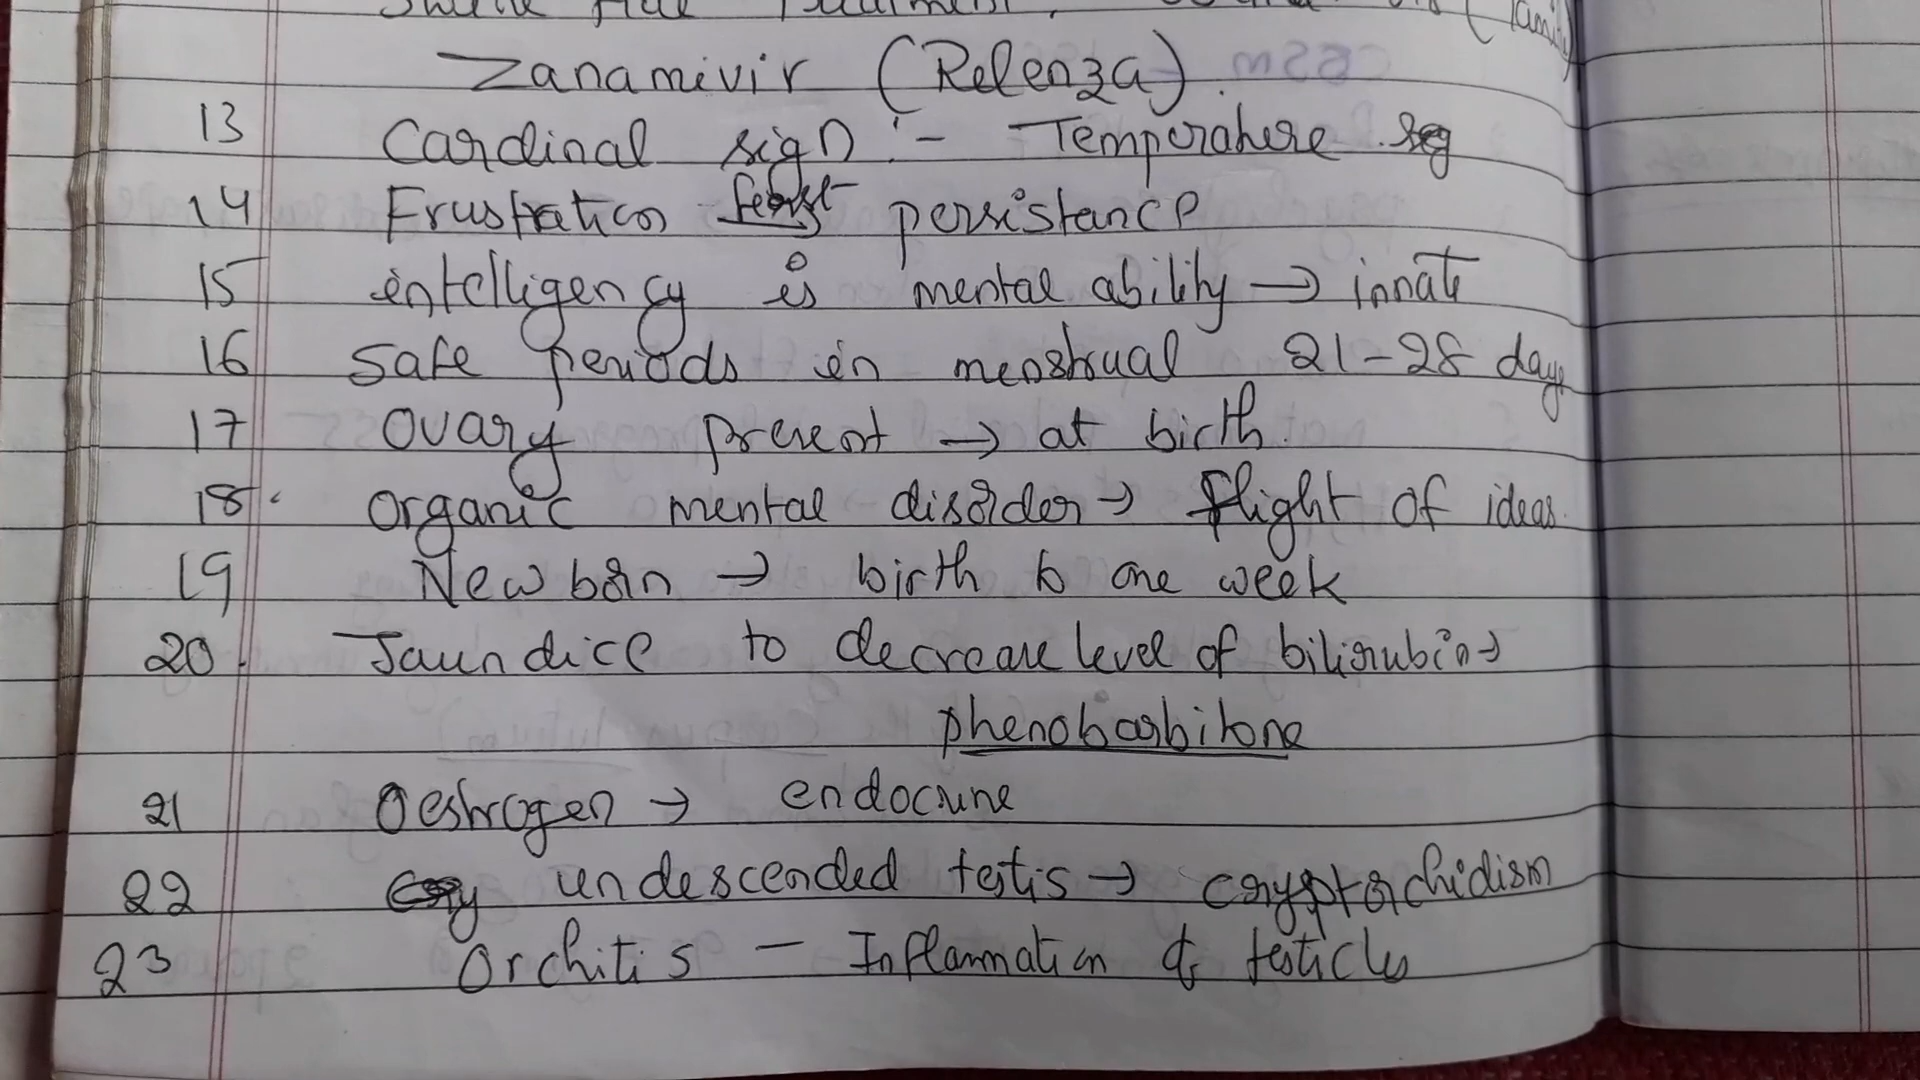 Zanamivir (Relenza).
13 Cardinal sign :- Temperature
14 Frustration test persistance
15 intelligency is mental ability → innate
16 Safe periods in menstrual 21-28 days
17 Ovary present → at birth.
18. Organic mental disorder → flight of ideas.
19 New born → birth to one week
20. Jaundice to decrease level of bilirubin →
phenobarbitone
21 Oestrogen → endocrine
22 undescended testis → cryptorchidism
23 Orchitis - Inflammation of testicles